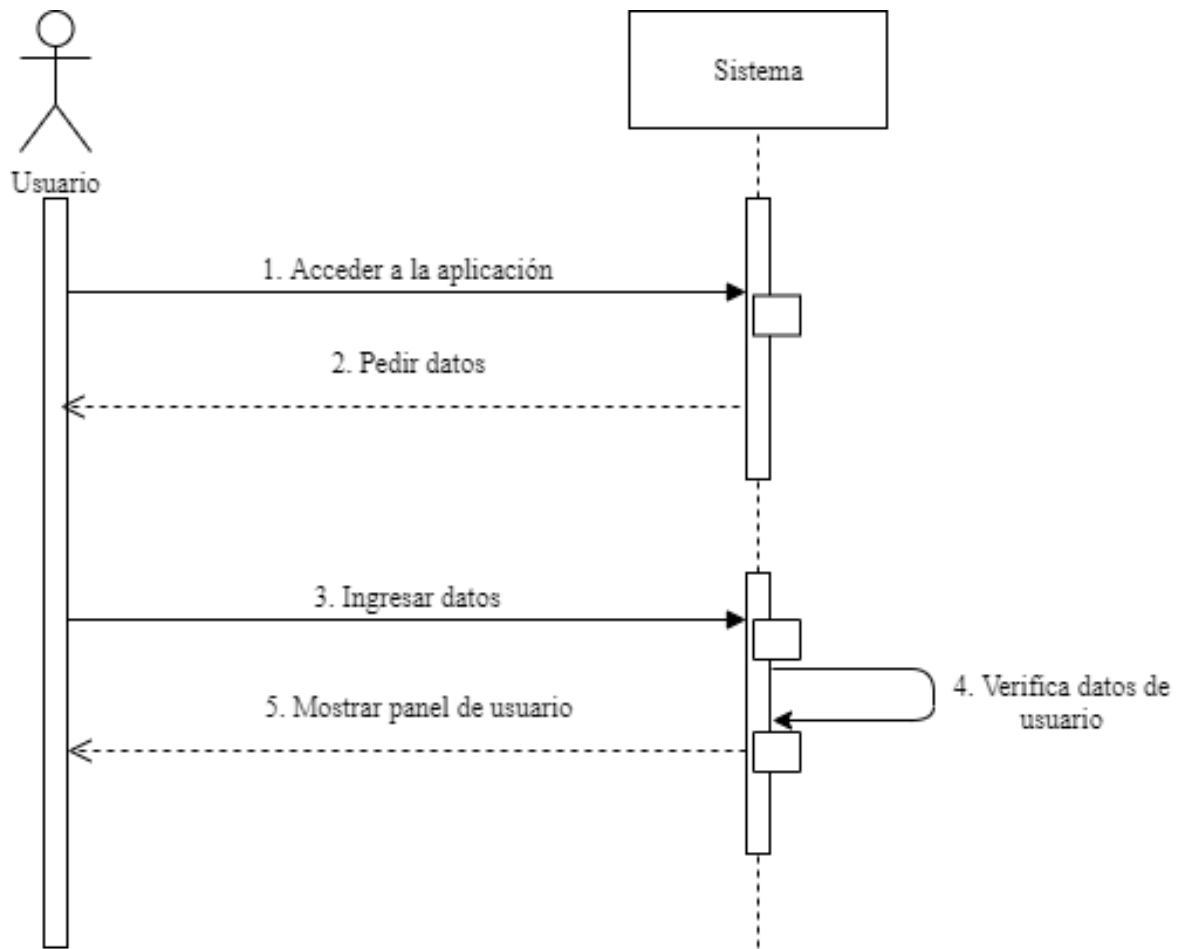 Sistema
Usuario
1. Acceder a la aplicación
2. Pedir datos
3. Ingresar datos
4. Verifica datos de
usuario
5. Mostrar panel de usuario